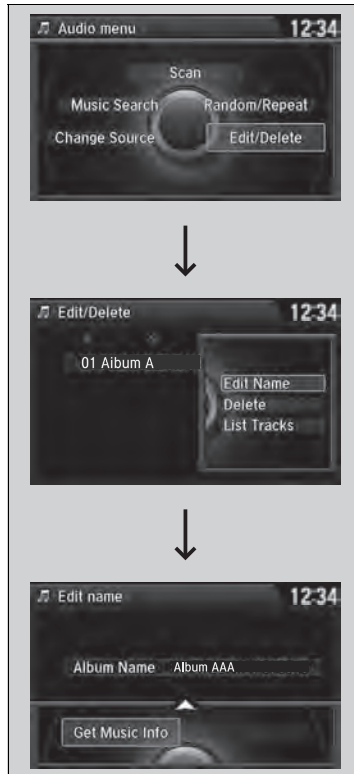 Audio menu 12:34
Scan
Music Search Random/Repeat
Change Source Edit/Delete
Edit/Delete 12:34
01 Aibum A
Edit Name
Delete
List Tracks
Edit name 12:34
Album Name Album AAA
Get Music Info